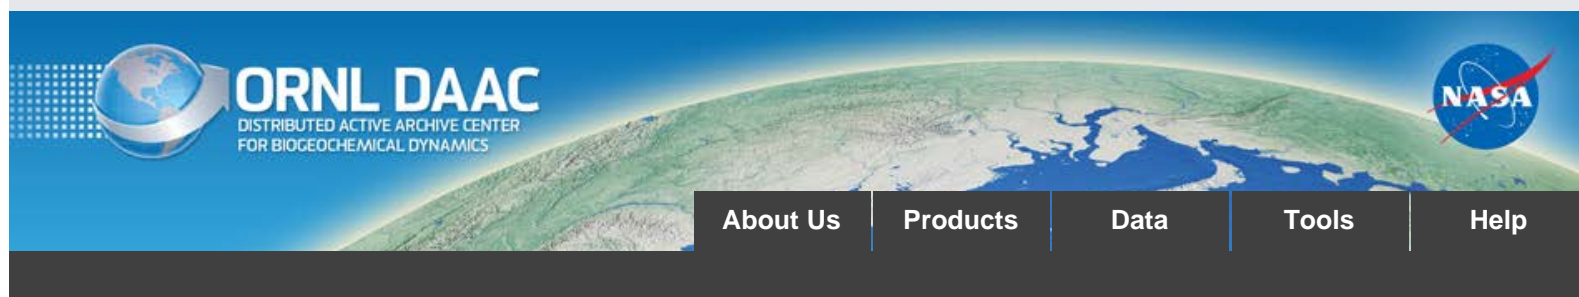 ORNL DAAC
DISTRIBUTED ACTIVE ARCHIVE CENTER
FOR BIOGEOCHEMICAL DYNAMICS
NASA
About Us Products Data Tools Help